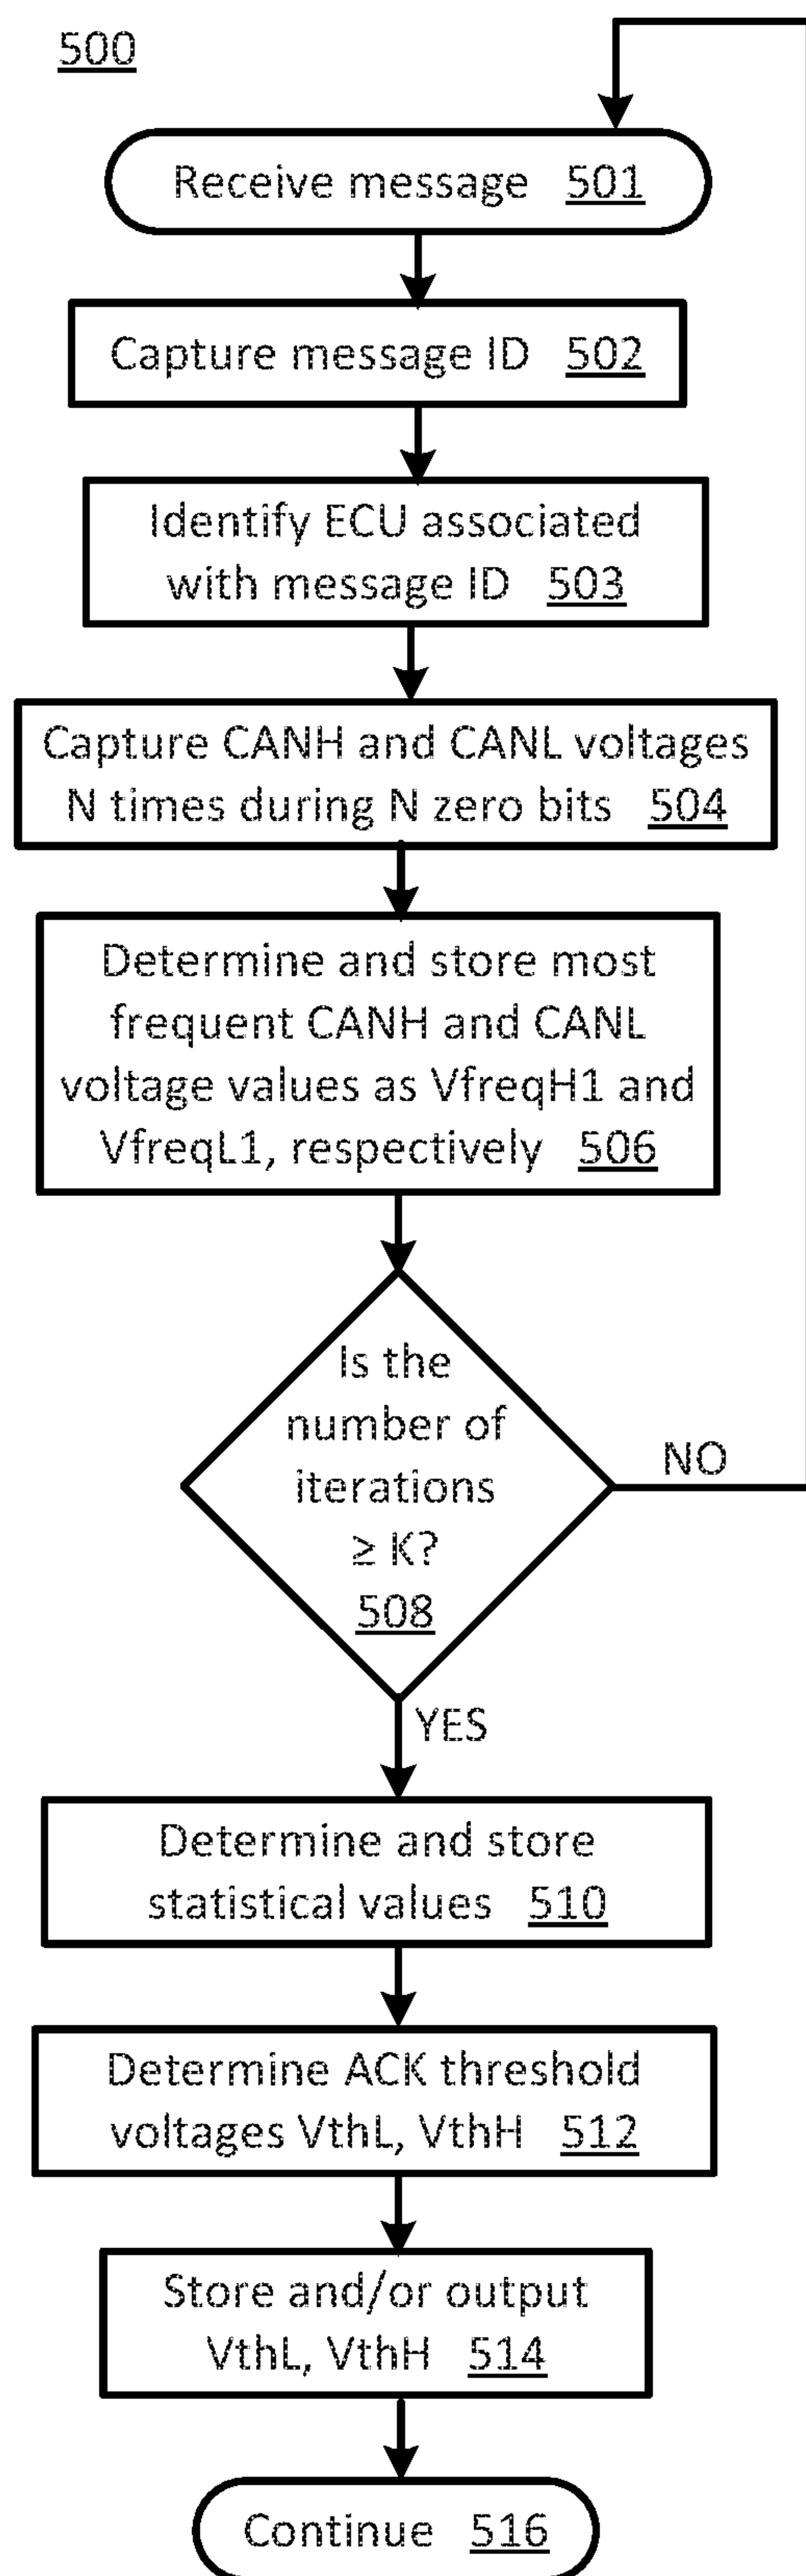 500
Receive message 501
Capture message ID 502
Identify ECU associated
with message ID 503
Capture CANH and CANL voltages
N times during N zero bits 504
Determine and store most
frequent CANH and CANL
voltage values as VfreqH1 and
VfreqL1, respectively 506
Is the
number of
iterations
≥ K?
508
NO
YES
Determine and store
statistical values 510
Determine ACK threshold
voltages VthL, VthH 512
Store and/or output
VthL, VthH 514
Continue 516